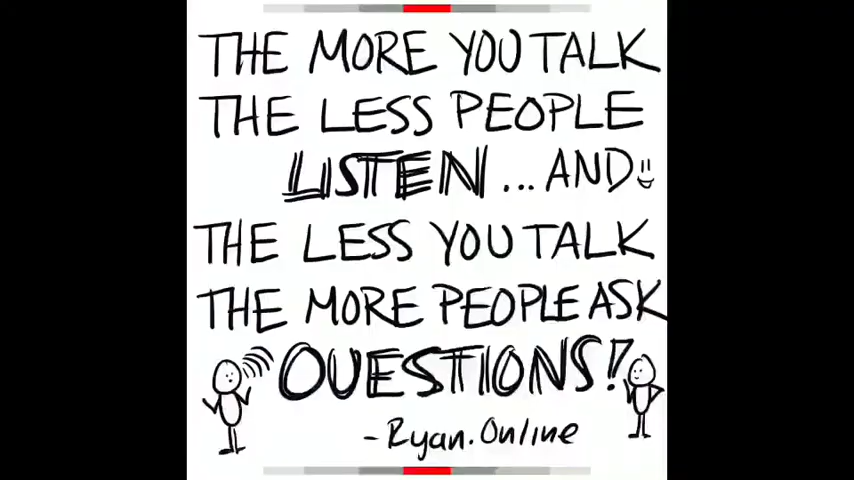 THE MORE YOU TALK
THE LESS PEOPLE
LISTEN ... AND
THE LESS YOU TALK
THE MORE PEOPLE ASK
QUESTIONS!
- Ryan.Online